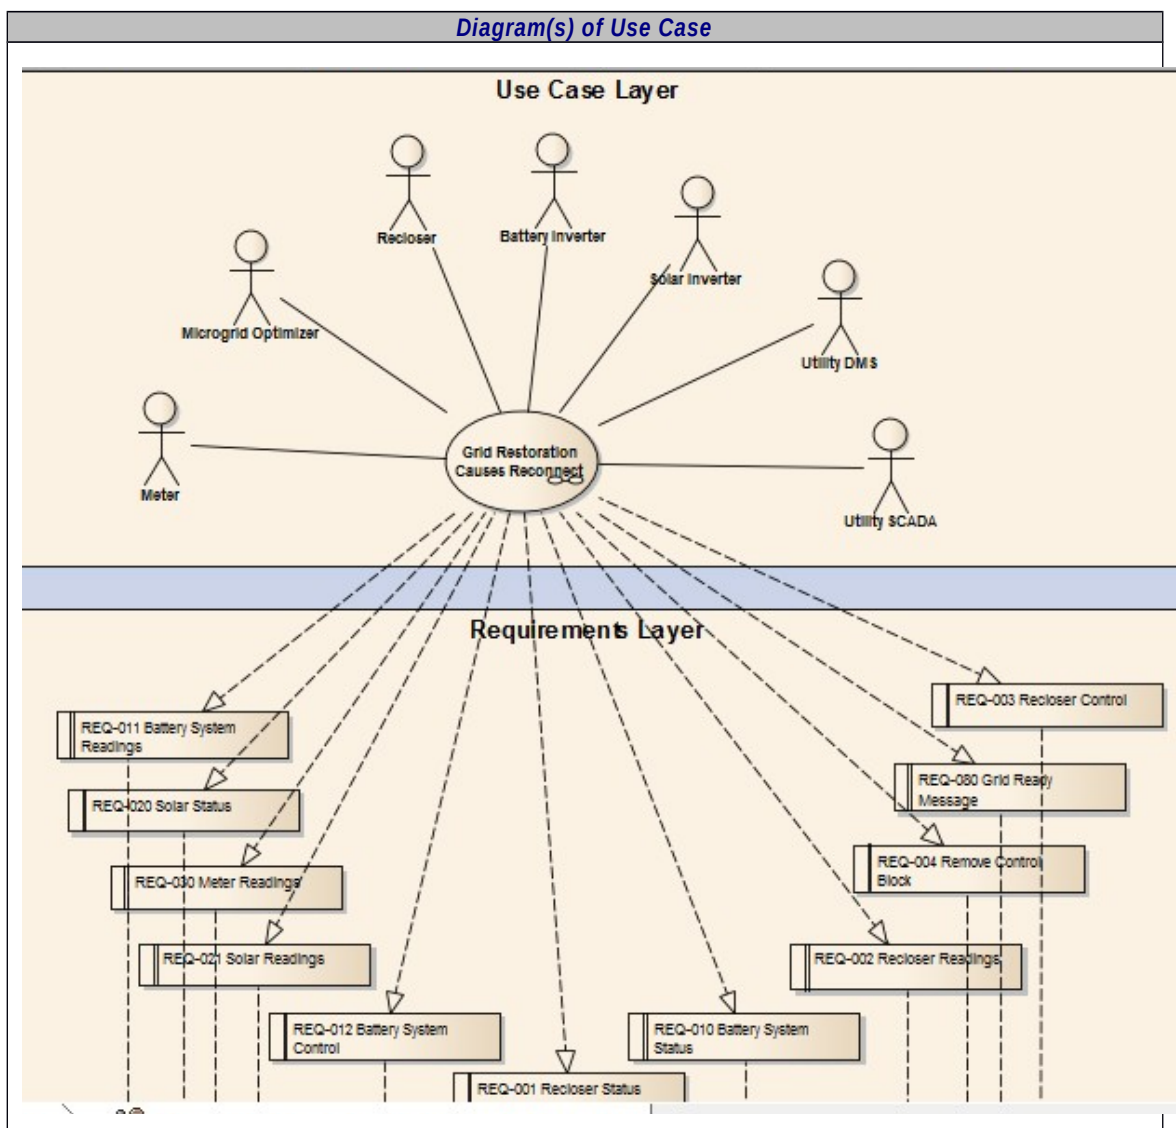 Diagram(s) of Use Case
Use Case Layer
Recloser
Battery Inverter
Solar Inverter
Microgrid Optimizer
Utility DMS
Meter
Grid Restoration
Causes Reconnect
Utility SCADA
Requirements Layer
REQ-003 Recloser Control
REQ-011 Battery System
Readings
REQ-080 Grid Ready
Message
REQ-020 Solar Status
REQ-004 Remove Control
Block
REQ-030 Meter Readings
REQ-021 Solar Readings
REQ-002 Recloser Readings
REQ-012 Battery System
Control
REQ-010 Battery System
Status
REQ-001 Recloser Status